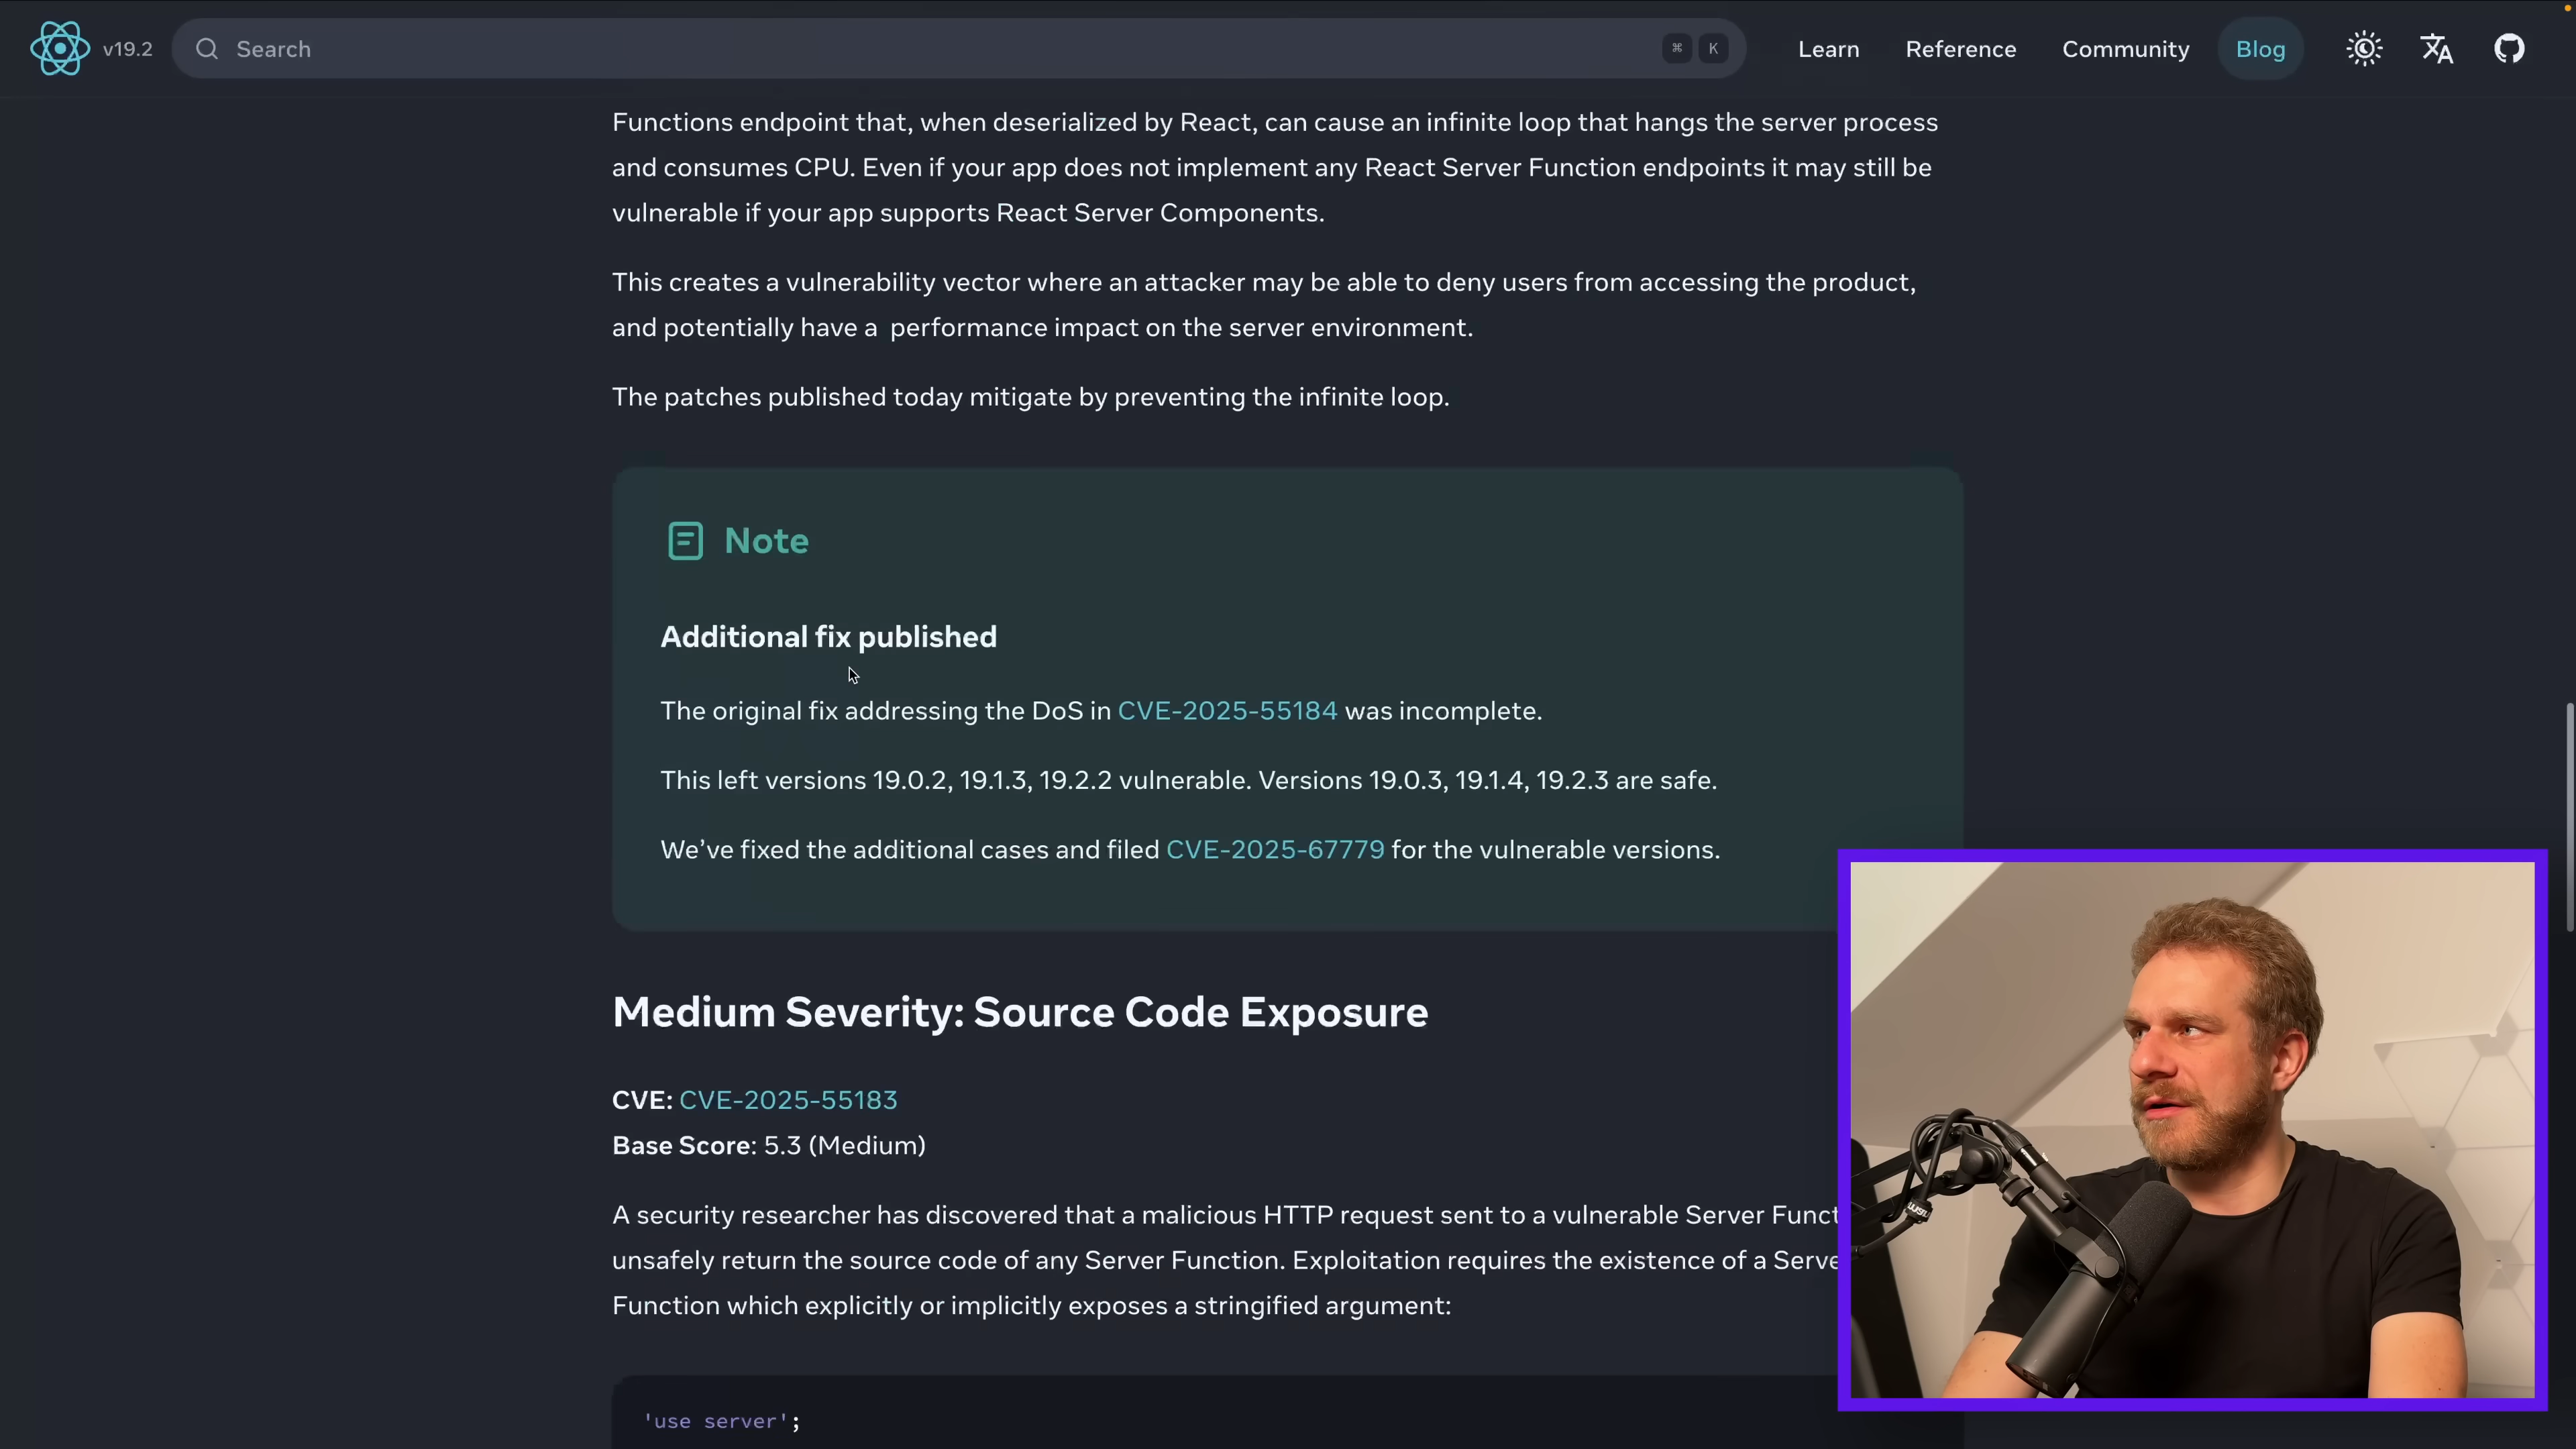 v19.2
Search
⌘ K
Learn
Reference
Community
Blog
Functions endpoint that, when deserialized by React, can cause an infinite loop that hangs the server process
and consumes CPU. Even if your app does not implement any React Server Function endpoints it may still be
vulnerable if your app supports React Server Components.
This creates a vulnerability vector where an attacker may be able to deny users from accessing the product,
and potentially have a performance impact on the server environment.
The patches published today mitigate by preventing the infinite loop.
Note
Additional fix published
The original fix addressing the DoS in CVE-2025-55184 was incomplete.
This left versions 19.0.2, 19.1.3, 19.2.2 vulnerable. Versions 19.0.3, 19.1.4, 19.2.3 are safe.
We’ve fixed the additional cases and filed CVE-2025-67779 for the vulnerable versions.
Medium Severity: Source Code Exposure
CVE: CVE-2025-55183
Base Score: 5.3 (Medium)
A security researcher has discovered that a malicious HTTP request sent to a vulnerable Server Funct
unsafely return the source code of any Server Function. Exploitation requires the existence of a Serve
Function which explicitly or implicitly exposes a stringified argument:
'use server';